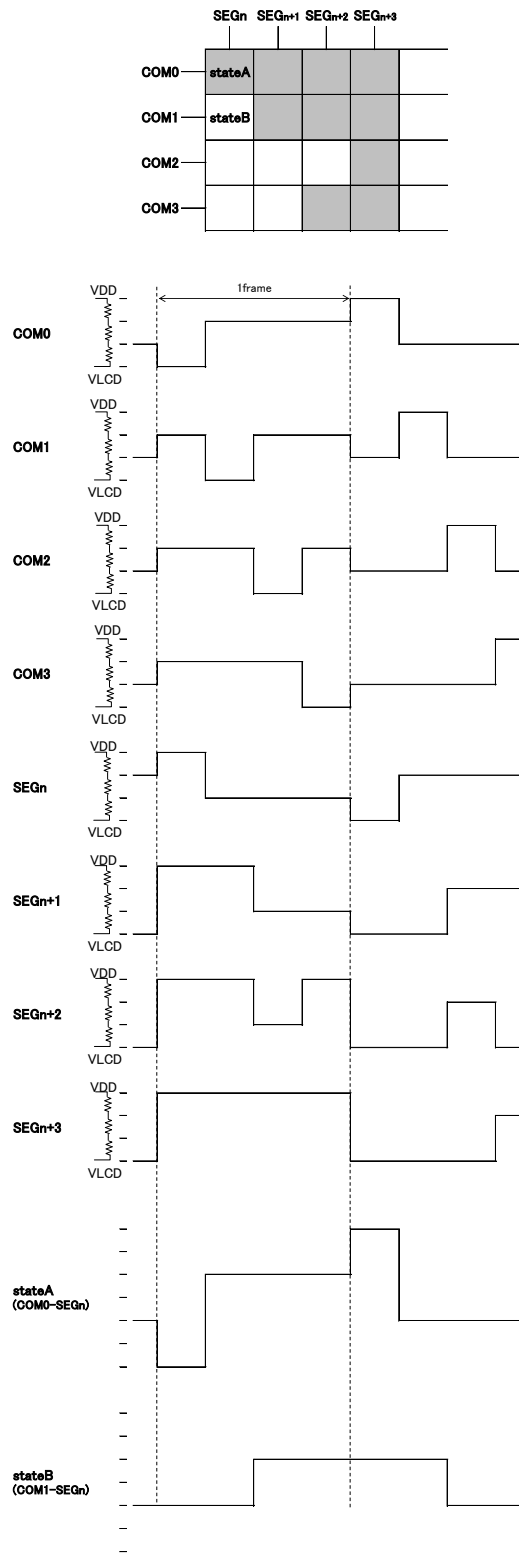 SEGn SEGn+1 SEGn+2 SEGn+3
COM0 stateA
COM1 stateB
COM2
COM3
VDD
1frame
COM0
VLCD
VDD
COM1
VLCD
VDD
COM2
VLCD
VDD
COM3
VLCD
VDD
SEGn
VLCD
VDD
SEGn+1
VLCD
VDD
SEGn+2
VLCD
VDD
SEGn+3
VLCD
stateA
(COM0-SEGn)
stateB
(COM1-SEGn)